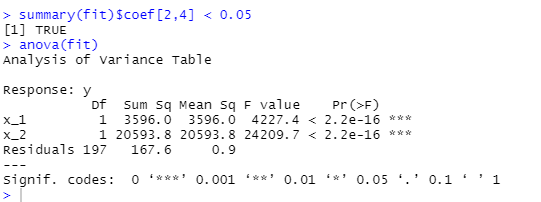 > summary(fit)$coef[2,4] < 0.05
[1] TRUE
> anova(fit)
Analysis of Variance Table
Response: y
Df Sum Sq Mean Sq F value Pr(>F)
x_1 1 3596.0 3596.0 4227.4 < 2.2e-16 ***
x_2 1 20593.8 20593.8 24209.7 < 2.2e-16 ***
Residuals 197 167.6 0.9
---
Signif. codes: 0 ‘***’ 0.001 ‘**’ 0.01 ‘*’ 0.05 ‘.’ 0.1 ‘ ’ 1
>